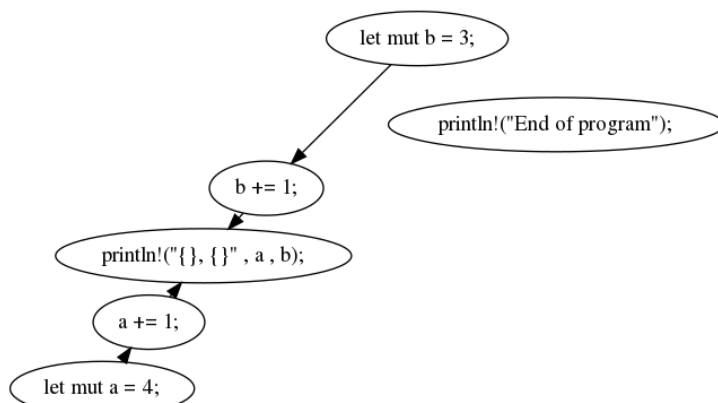 let mut b = 3;
println!("End of program");
b += 1;
println!("{}, {}" , a , b);
a += 1;
let mut a = 4;